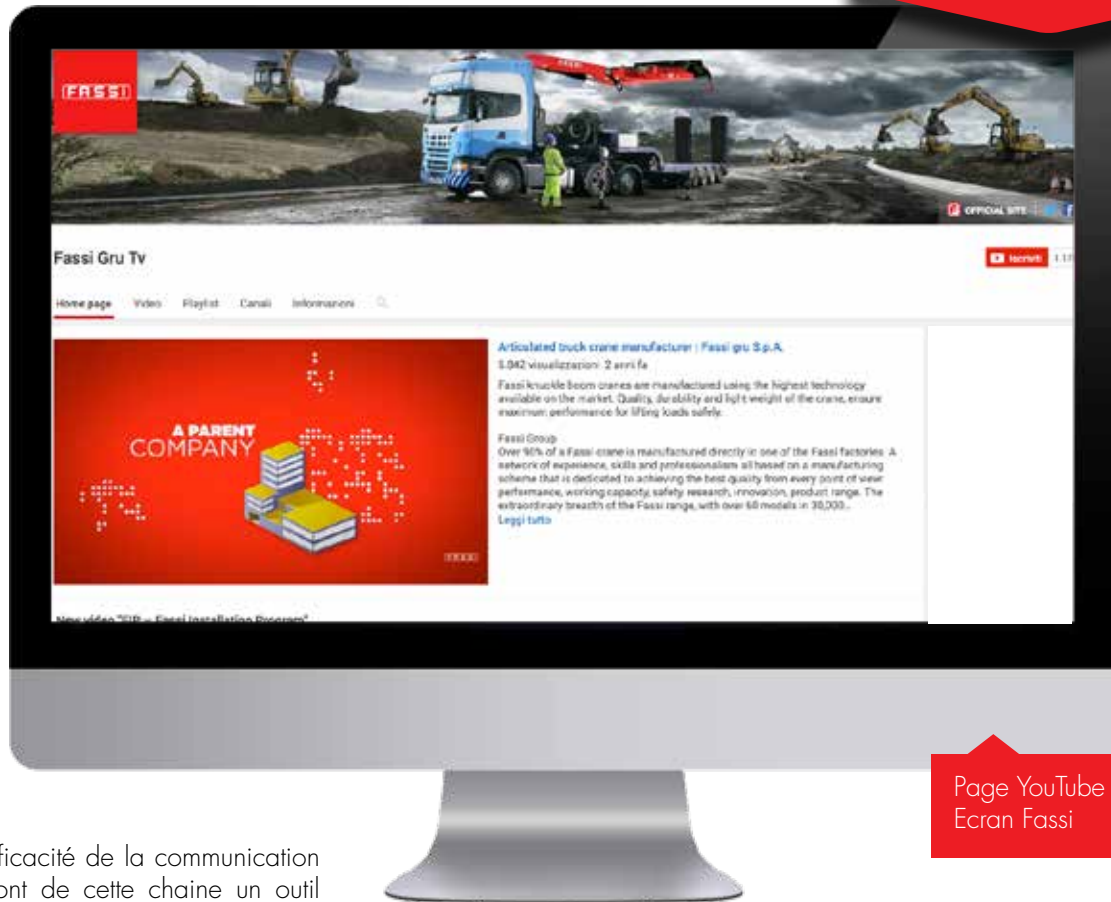 FASSI
OFFICIAL SITE
Fassi Gru Tv
Iscriviti
Home page Video Playlist Canali Informazioni
A PARENT
COMPANY
FASSI
Articulated truck crane manufacturer | Fassi gru S.p.A.
5.042 visualizzazioni 2 anni fa
Fassi knuckle boom cranes are manufactured using the highest technology
available on the market. Quality, durability and light weight of the crane, ensure
maximum performance for lifting loads safely.
Fassi Group
Over 90% of a Fassi crane is manufactured directly in one of the Fassi factories. A
network of experience, skills and professionalism all based on a manufacturing
scheme that is dedicated to achieving the best quality from every point of view:
performance, working capacity, safety, research, innovation, product range. The
extraordinary breadth of the Fassi range, with over 60 models in 30,000...
Leggi tutto
New video "FIP – Fassi Installation Program"
Page YouTube
Ecran Fassi
ficacité de la communication
ont de cette chaine un outil